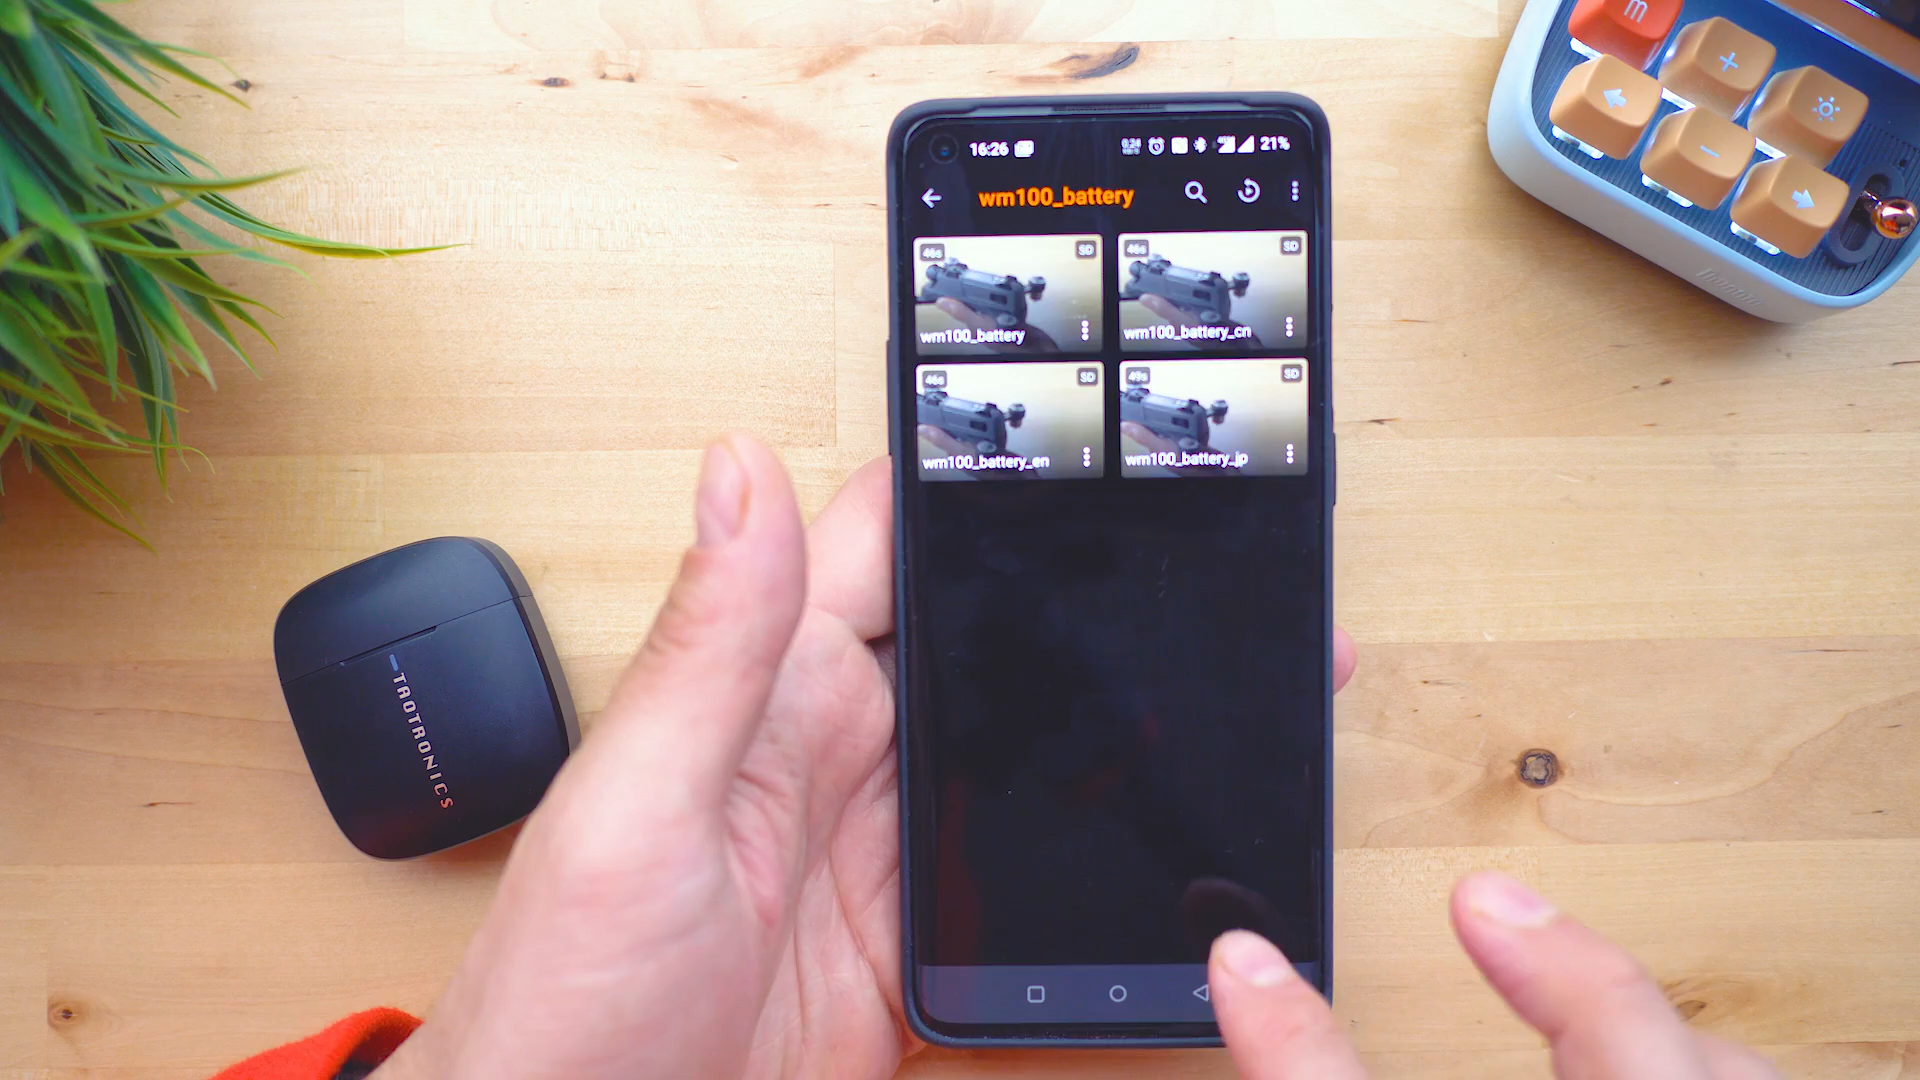 m
16:26
21%
wm100_battery
46s
SD
wm100_battery
46s
SD
wm100_battery_cn
46s
SD
wm100_battery_en
49s
SD
wm100_battery_jp
TAOTRONICS